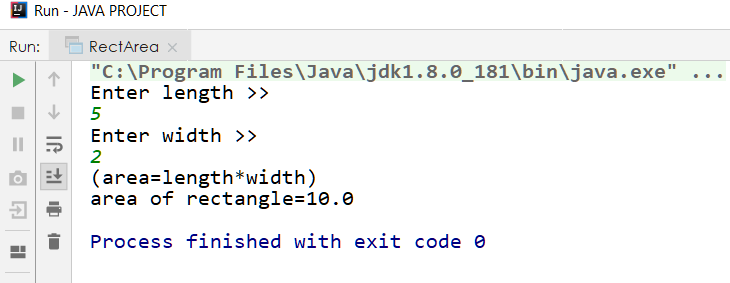 Run - JAVA PROJECT
Run: RectArea
"C:\Program Files\Java\jdk1.8.0_181\bin\java.exe" ...
Enter length >>
5
Enter width >>
2
(area=length*width)
area of rectangle=10.0
Process finished with exit code 0